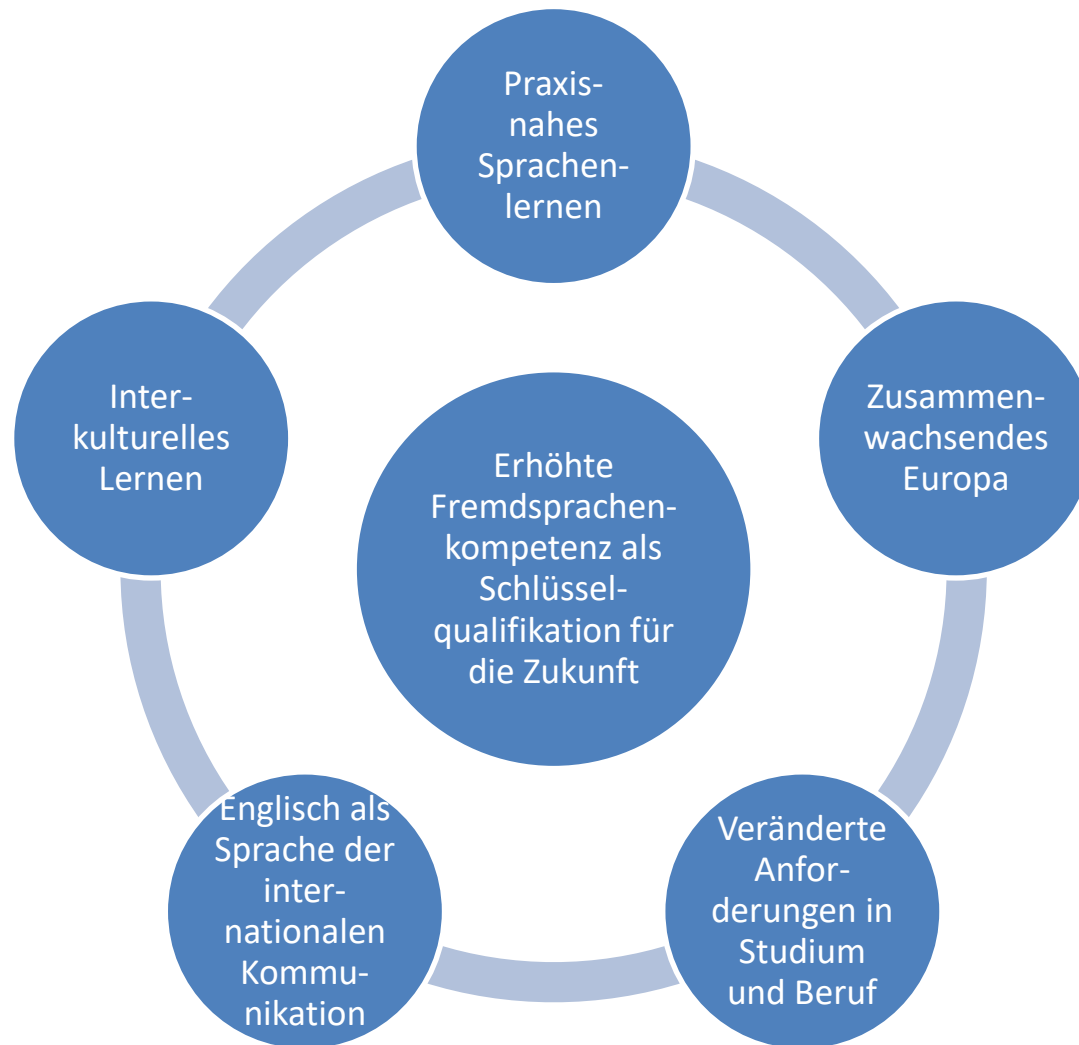 Praxis-
nahes
Sprachen-
lernen
Zusammen-
wachsendes
Europa
Veränderte
Anfor-
derungen in
Studium
und Beruf
Englisch als
Sprache der
inter-
nationalen
Kommu-
nikation
Inter-
kulturelles
Lernen
Erhöhte
Fremdsprachen-
kompetenz als
Schlüssel-
qualifikation für
die Zukunft